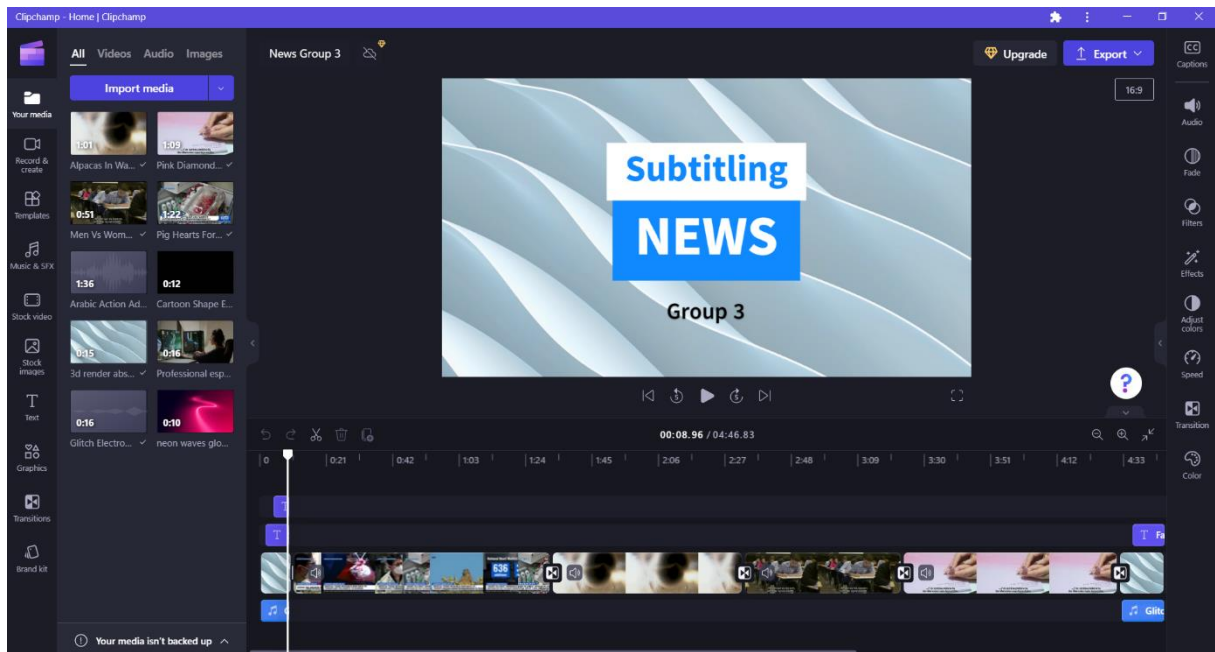 Clipchamp - Home | Clipchamp
Your media
Record &
create
Templates
Music & SFX
Stock video
Stock
images
Text
Graphics
Transitions
Brand kit
All Videos Audio Images
Import media
1:01 1:09
Alpacas In Wa... Pink Diamond...
0:51 1:22
Men Vs Wom... Pig Hearts For...
1:36 0:12
Arabic Action Ad... Cartoon Shape E...
0:15 0:16
3d render abs... Professional esp...
0:16 0:10
Glitch Electro... neon waves glo...
Your media isn't backed up
News Group 3
Upgrade
Export
16:9
Subtitling
NEWS
Group 3
5 5
?
00:08.96 / 04:46.83
0 0:21 0:42 1:03 1:24 1:45 2:06 2:27 2:48 3:09 3:30 3:51 4:12 4:33
T
T T Fa
636
Glitc
CC
Captions
Audio
Fade
Filters
Effects
Adjust
colors
Speed
Transition
Color